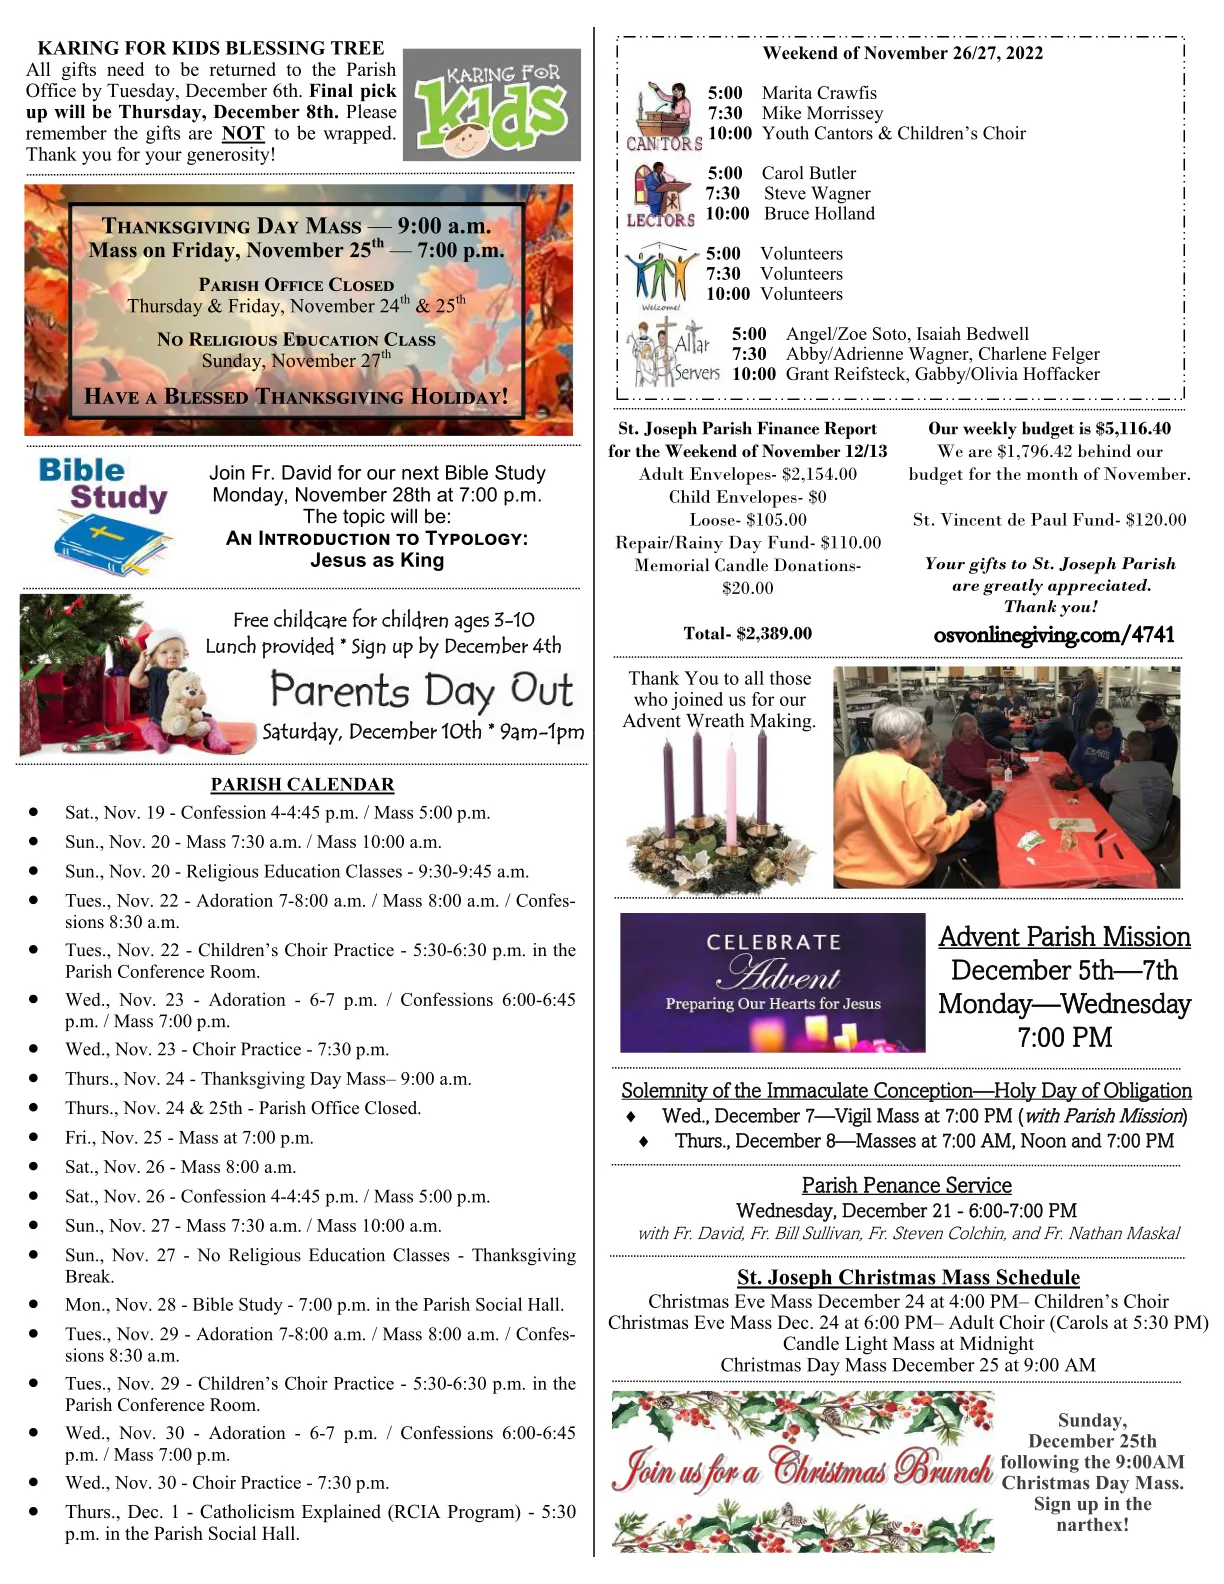 KARING FOR KIDS BLESSING TREE
All gifts need to be returned to the Parish
Office by Tuesday, December 6th. Final pick
up will be Thursday, December 8th. Please
remember the gifts are NOT to be wrapped.
Thank you for your generosity!
KARING FOR
kids
THANKSGIVING DAY MASS — 9:00 a.m.
Mass on Friday, November 25th — 7:00 p.m.
PARISH OFFICE CLOSED
Thursday & Friday, November 24th & 25th
NO RELIGIOUS EDUCATION CLASS
Sunday, November 27th
HAVE A BLESSED THANKSGIVING HOLIDAY!
Bible
Study
Join Fr. David for our next Bible Study
Monday, November 28th at 7:00 p.m.
The topic will be:
AN INTRODUCTION TO TYPOLOGY:
Jesus as King
Free childcare for children ages 3-10
Lunch provided * Sign up by December 4th
Parents Day Out
Saturday, December 10th * 9am-1pm
PARISH CALENDAR
● Sat., Nov. 19 - Confession 4-4:45 p.m. / Mass 5:00 p.m.
● Sun., Nov. 20 - Mass 7:30 a.m. / Mass 10:00 a.m.
● Sun., Nov. 20 - Religious Education Classes - 9:30-9:45 a.m.
● Tues., Nov. 22 - Adoration 7-8:00 a.m. / Mass 8:00 a.m. / Confes-
sions 8:30 a.m.
● Tues., Nov. 22 - Children's Choir Practice - 5:30-6:30 p.m. in the
Parish Conference Room.
● Wed., Nov. 23 - Adoration - 6-7 p.m. / Confessions 6:00-6:45
p.m. / Mass 7:00 p.m.
● Wed., Nov. 23 - Choir Practice - 7:30 p.m.
● Thurs., Nov. 24 - Thanksgiving Day Mass– 9:00 a.m.
● Thurs., Nov. 24 & 25th - Parish Office Closed.
● Fri., Nov. 25 - Mass at 7:00 p.m.
● Sat., Nov. 26 - Mass 8:00 a.m.
● Sat., Nov. 26 - Confession 4-4:45 p.m. / Mass 5:00 p.m.
● Sun., Nov. 27 - Mass 7:30 a.m. / Mass 10:00 a.m.
● Sun., Nov. 27 - No Religious Education Classes - Thanksgiving
Break.
● Mon., Nov. 28 - Bible Study - 7:00 p.m. in the Parish Social Hall.
● Tues., Nov. 29 - Adoration 7-8:00 a.m. / Mass 8:00 a.m. / Confes-
sions 8:30 a.m.
● Tues., Nov. 29 - Children's Choir Practice - 5:30-6:30 p.m. in the
Parish Conference Room.
● Wed., Nov. 30 - Adoration - 6-7 p.m. / Confessions 6:00-6:45
p.m. / Mass 7:00 p.m.
● Wed., Nov. 30 - Choir Practice - 7:30 p.m.
● Thurs., Dec. 1 - Catholicism Explained (RCIA Program) - 5:30
p.m. in the Parish Social Hall.
Weekend of November 26/27, 2022
CANTORS
5:00 Marita Crawfis
7:30 Mike Morrissey
10:00 Youth Cantors & Children's Choir
LECTORS
5:00 Carol Butler
7:30 Steve Wagner
10:00 Bruce Holland
Welcome!
5:00 Volunteers
7:30 Volunteers
10:00 Volunteers
Altar
Servers
5:00 Angel/Zoe Soto, Isaiah Bedwell
7:30 Abby/Adrienne Wagner, Charlene Felger
10:00 Grant Reifsteck, Gabby/Olivia Hoffacker
St. Joseph Parish Finance Report
for the Weekend of November 12/13
Adult Envelopes- $2,154.00
Child Envelopes- $0
Loose- $105.00
Repair/Rainy Day Fund- $110.00
Memorial Candle Donations-
$20.00
Total- $2,389.00
Our weekly budget is $5,116.40
We are $1,796.42 behind our
budget for the month of November.
St. Vincent de Paul Fund- $120.00
Your gifts to St. Joseph Parish
are greatly appreciated.
Thank you!
osvonlinegiving.com/4741
Thank You to all those
who joined us for our
Advent Wreath Making.
CELEBRATE
Advent
Preparing Our Hearts for Jesus
Advent Parish Mission
December 5th—7th
Monday—Wednesday
7:00 PM
Solemnity of the Immaculate Conception—Holy Day of Obligation
♦ Wed., December 7—Vigil Mass at 7:00 PM (with Parish Mission)
♦ Thurs., December 8—Masses at 7:00 AM, Noon and 7:00 PM
Parish Penance Service
Wednesday, December 21 - 6:00-7:00 PM
with Fr. David, Fr. Bill Sullivan, Fr. Steven Colchin, and Fr. Nathan Maskal
St. Joseph Christmas Mass Schedule
Christmas Eve Mass December 24 at 4:00 PM– Children's Choir
Christmas Eve Mass Dec. 24 at 6:00 PM– Adult Choir (Carols at 5:30 PM)
Candle Light Mass at Midnight
Christmas Day Mass December 25 at 9:00 AM
Join us for a Christmas Brunch
Sunday,
December 25th
following the 9:00AM
Christmas Day Mass.
Sign up in the
narthex!